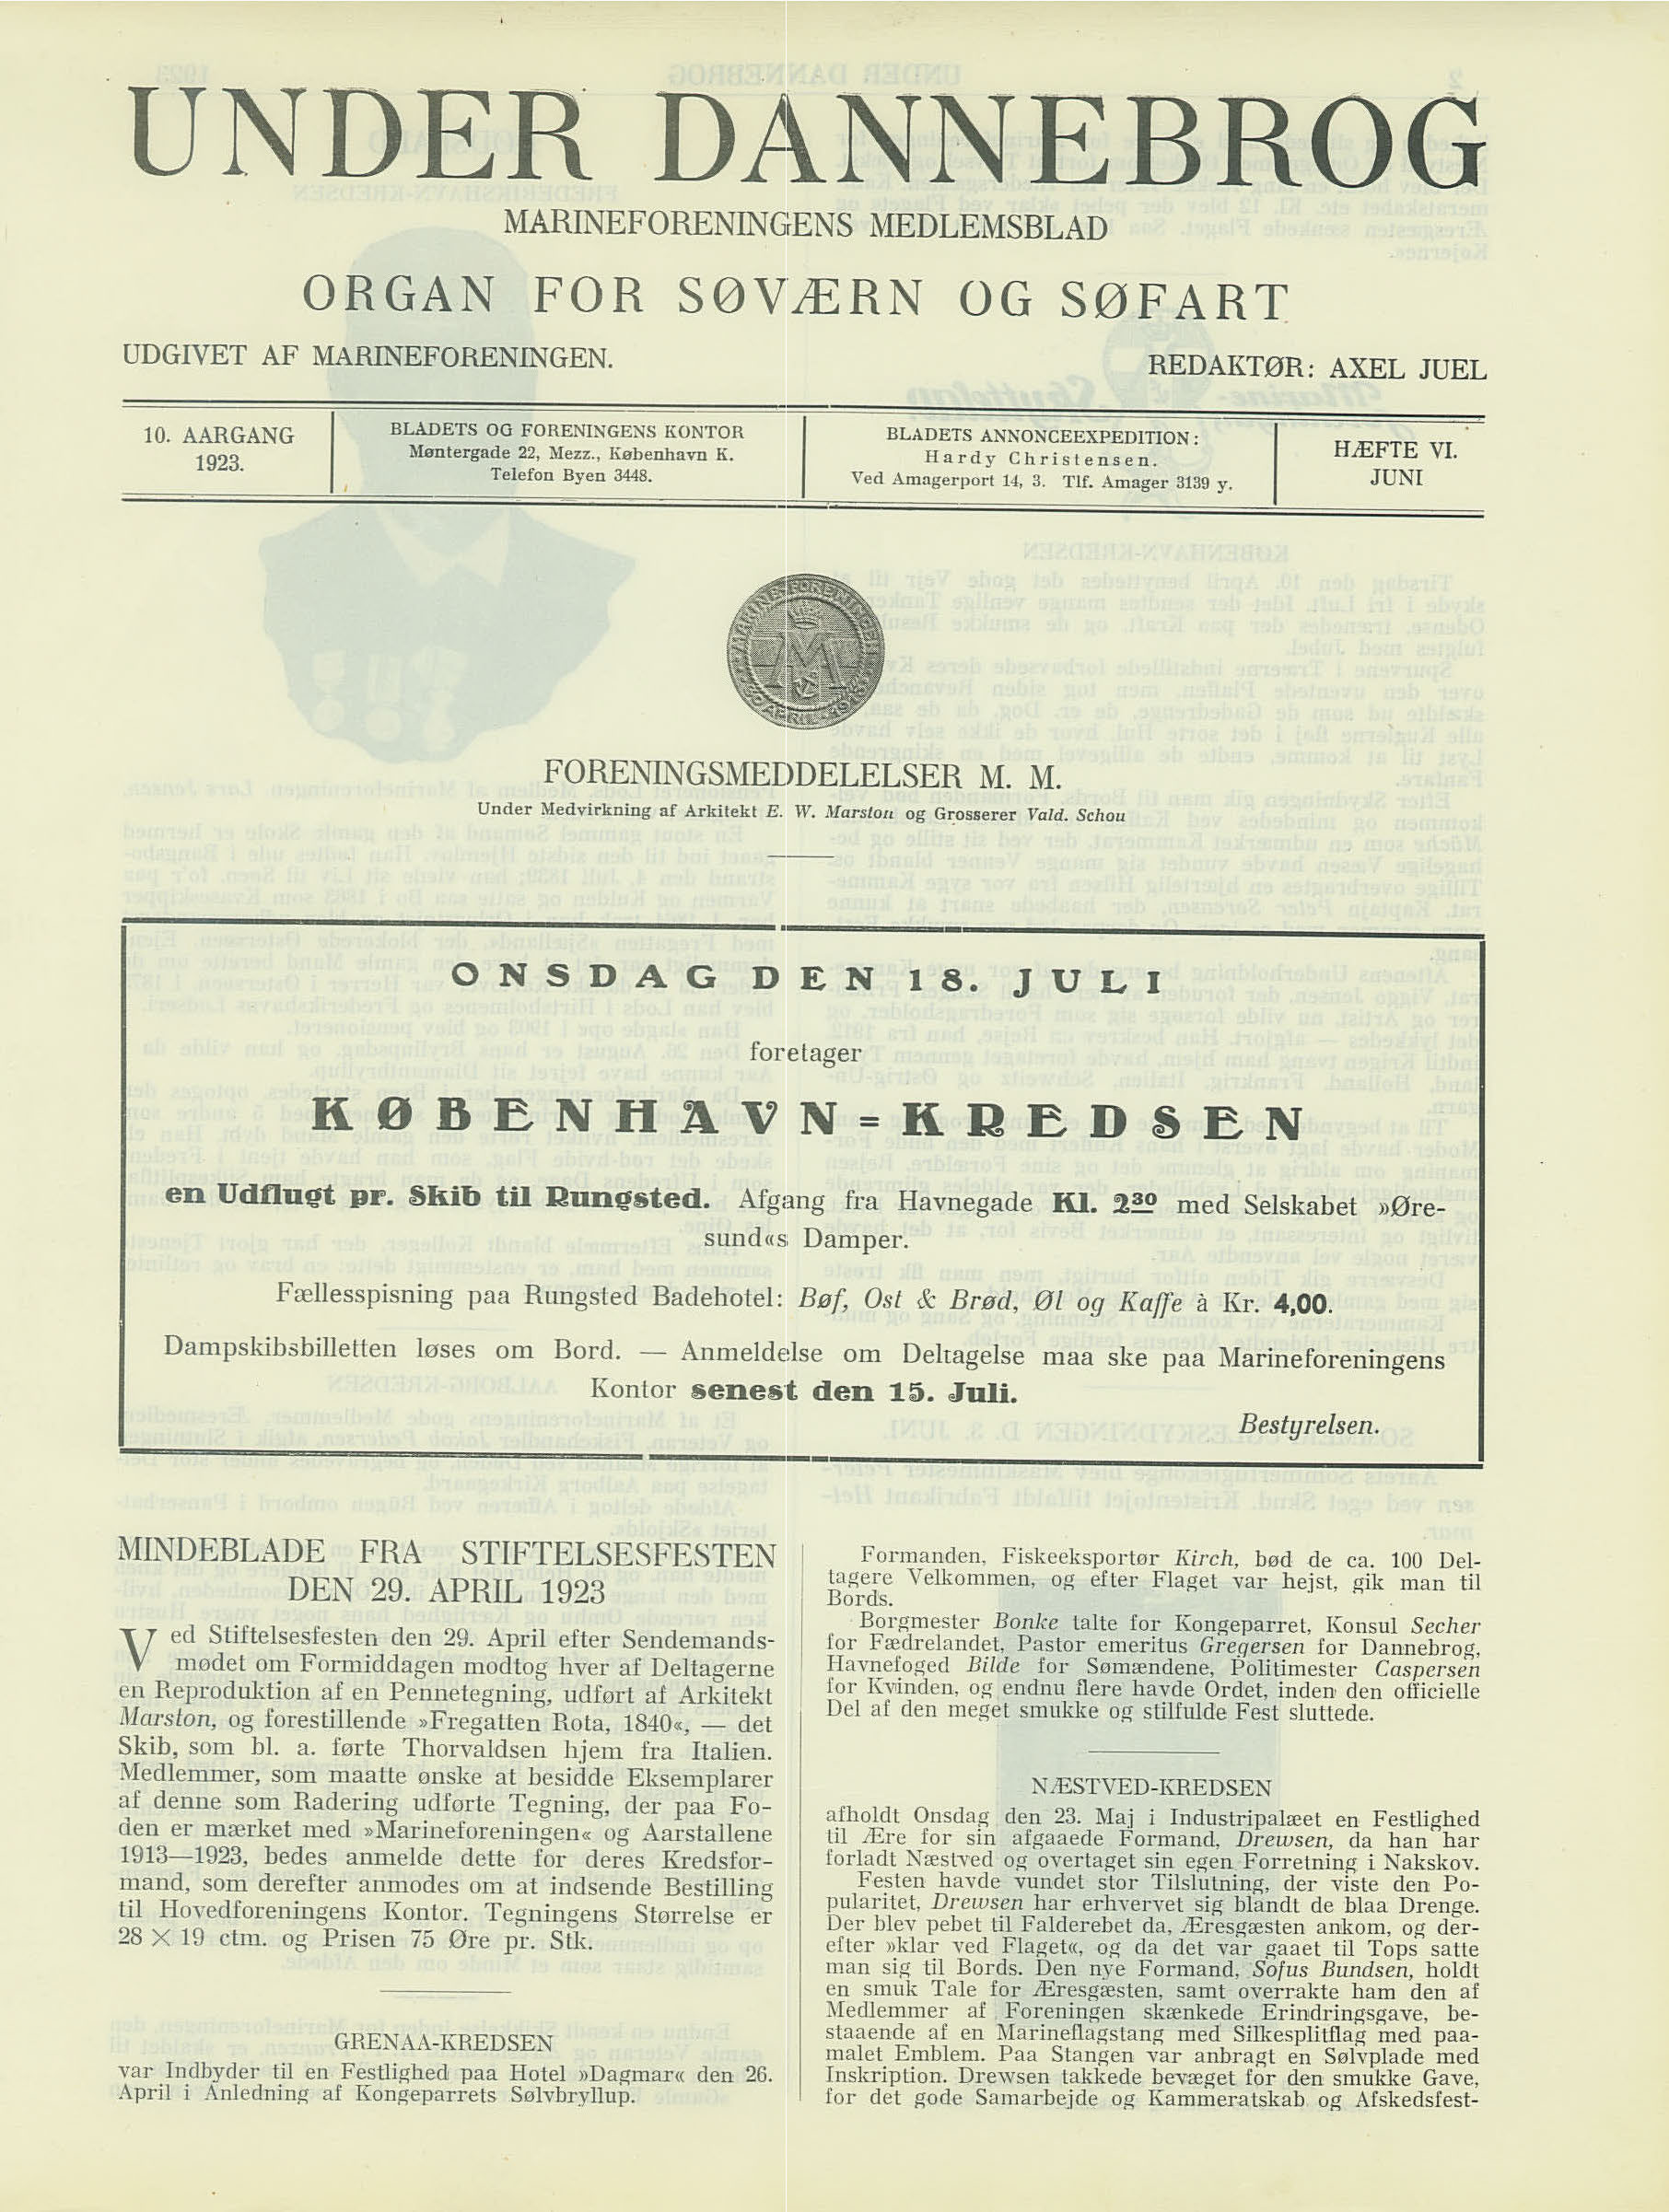 UNDER DANNEBROG
MARINEFORENINGENS MEDLEMSBLAD
ORGAN FOR SØVÆRN OG SØFART
UDGIVET AF MARINEFORENINGEN.
REDAKTØR: AXEL JUEL
10. AARGANG
1923.
BLADETS OG FORENINGENS KONTOR
Møntergade 22, Mezz., København K.
Telefon Byen 3448.
BLADETS ANNONCEEXPEDITION:
Hardy Christensen.
Ved Amagerport 14, 3. Tlf. Amager 3139 y.
HÆFTE VI.
JUNI
MARINEFORENINGEN
M
APRIL 1913
FORENINGSMEDDELELSER M. M.
Under Medvirkning af Arkitekt E. W. Marston og Grosserer Vald. Schou
ONSDAG DEN 18. JULI
foretager
KØBENHAVN=KREDSEN
en Udflugt pr. Skib til Rungsted. Afgang fra Havnegade Kl. 2³⁰ med Selskabet »Øre-
sund«s Damper.
Fællesspisning paa Rungsted Badehotel: Bøf, Ost & Brød, Øl og Kaffe à Kr. 4,00.
Dampskibsbilletten løses om Bord. — Anmeldelse om Deltagelse maa ske paa Marineforeningens
Kontor senest den 15. Juli.
Bestyrelsen.
MINDEBLADE FRA STIFTELSESFESTEN
DEN 29. APRIL 1923
Ved Stiftelsesfesten den 29. April efter Sendemands-
mødet om Formiddagen modtog hver af Deltagerne
en Reproduktion af en Pennetegning, udført af Arkitekt
Marston, og forestillende »Fregatten Rota, 1840«, — det
Skib, som bl. a. førte Thorvaldsen hjem fra Italien.
Medlemmer, som maatte ønske at besidde Eksemplarer
af denne som Radering udførte Tegning, der paa Fo-
den er mærket med »Marineforeningen« og Aarstallene
1913—1923, bedes anmelde dette for deres Kredsfor-
mand, som derefter anmodes om at indsende Bestilling
til Hovedforeningens Kontor. Tegningens Størrelse er
28 × 19 ctm. og Prisen 75 Øre pr. Stk.
GRENAA-KREDSEN
var Indbyder til en Festlighed paa Hotel »Dagmar« den 26.
April i Anledning af Kongeparrets Sølvbryllup.
Formanden, Fiskeeksportør Kirch, bød de ca. 100 Del-
tagere Velkommen, og efter Flaget var hejst, gik man til
Bords.
Borgmester Bonke talte for Kongeparret, Konsul Secher
for Fædrelandet, Pastor emeritus Gregersen for Dannebrog,
Havnefoged Bilde for Sømændene, Politimester Caspersen
for Kvinden, og endnu flere havde Ordet, inden den officielle
Del af den meget smukke og stilfulde Fest sluttede.
NÆSTVED-KREDSEN
afholdt Onsdag den 23. Maj i Industripalæet en Festlighed
til Ære for sin afgaaede Formand, Drewsen, da han har
forladt Næstved og overtaget sin egen Forretning i Nakskov.
Festen havde vundet stor Tilslutning, der viste den Po-
pularitet, Drewsen har erhvervet sig blandt de blaa Drenge.
Der blev pebet til Falderebet da, Æresgæsten ankom, og der-
efter »klar ved Flaget«, og da det var gaaet til Tops satte
man sig til Bords. Den nye Formand, Sofus Bundsen, holdt
en smuk Tale for Æresgæsten, samt overrakte ham den af
Medlemmer af Foreningen skænkede Erindringsgave, be-
staaende af en Marineflagstang med Silkesplitflag med paa-
malet Emblem. Paa Stangen var anbragt en Sølvplade med
Inskription. Drewsen takkede bevæget for den smukke Gave,
for det gode Samarbejde og Kammeratskab og Afskedsfest-